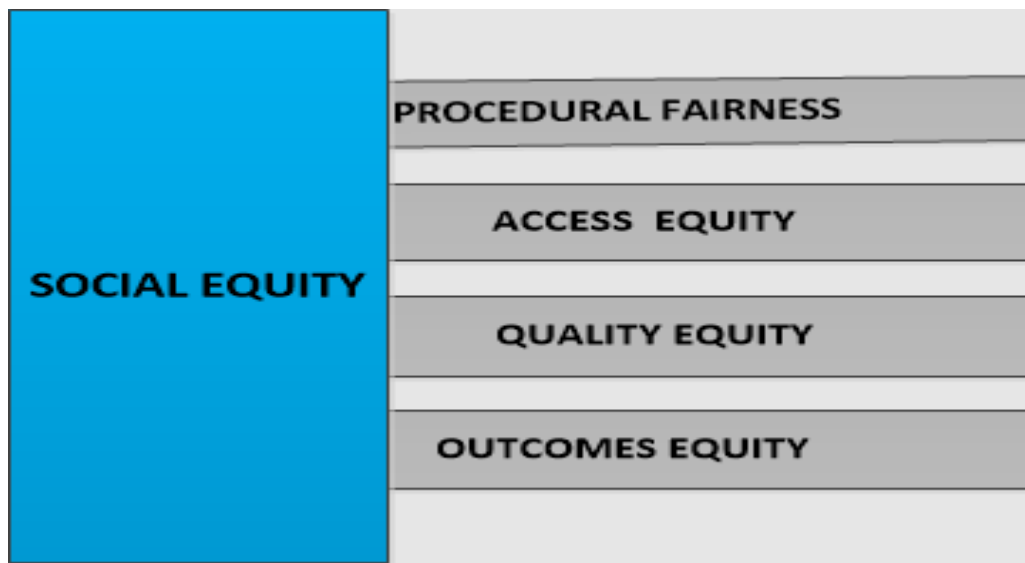 SOCIAL EQUITY
PROCEDURAL FAIRNESS
ACCESS  EQUITY
QUALITY EQUITY
OUTCOMES EQUITY